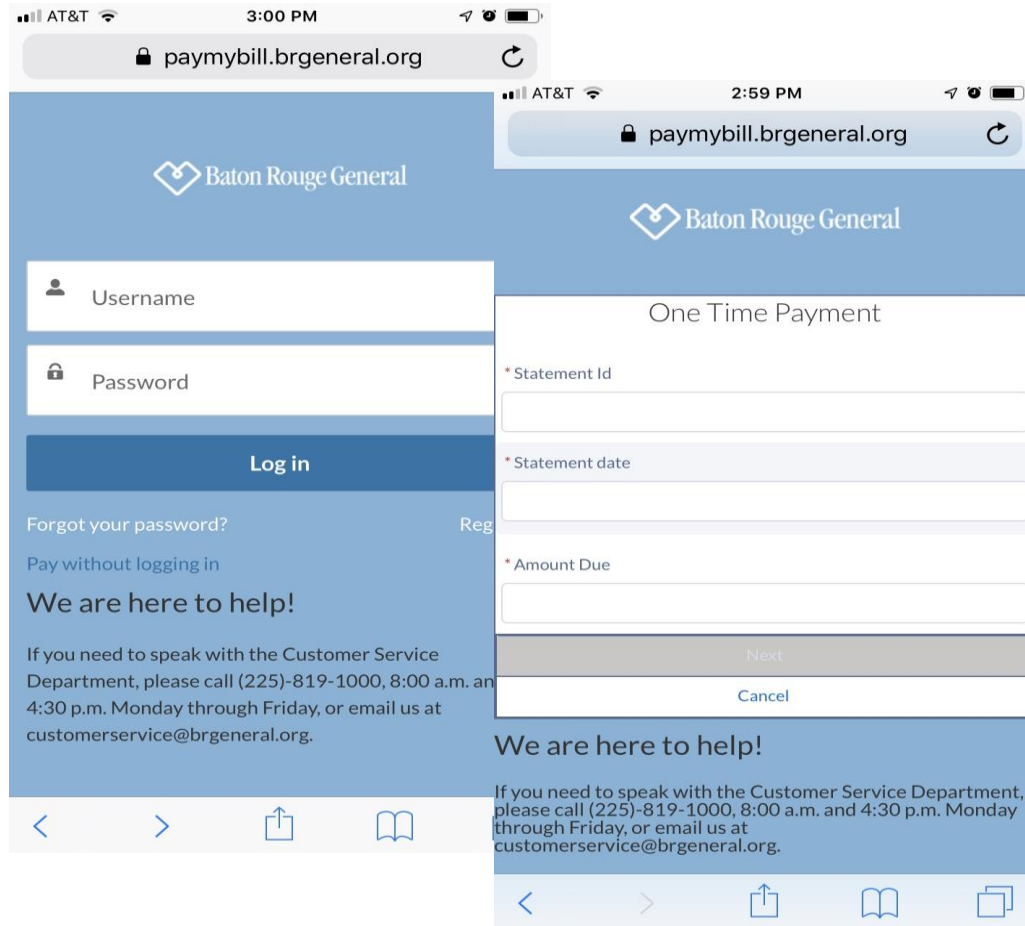 AT&T 3:00 PM
paymybill.brgeneral.org
Baton Rouge General
Username
Password
Log in
Forgot your password? Reg
Pay without logging in
We are here to help!
If you need to speak with the Customer Service
Department, please call (225)-819-1000, 8:00 a.m. an
4:30 p.m. Monday through Friday, or email us at
customerservice@brgeneral.org.
AT&T 2:59 PM
paymybill.brgeneral.org
Baton Rouge General
One Time Payment
* Statement Id
* Statement date
* Amount Due
Next
Cancel
We are here to help!
If you need to speak with the Customer Service Department,
please call (225)-819-1000, 8:00 a.m. and 4:30 p.m. Monday
through Friday, or email us at
customerservice@brgeneral.org.